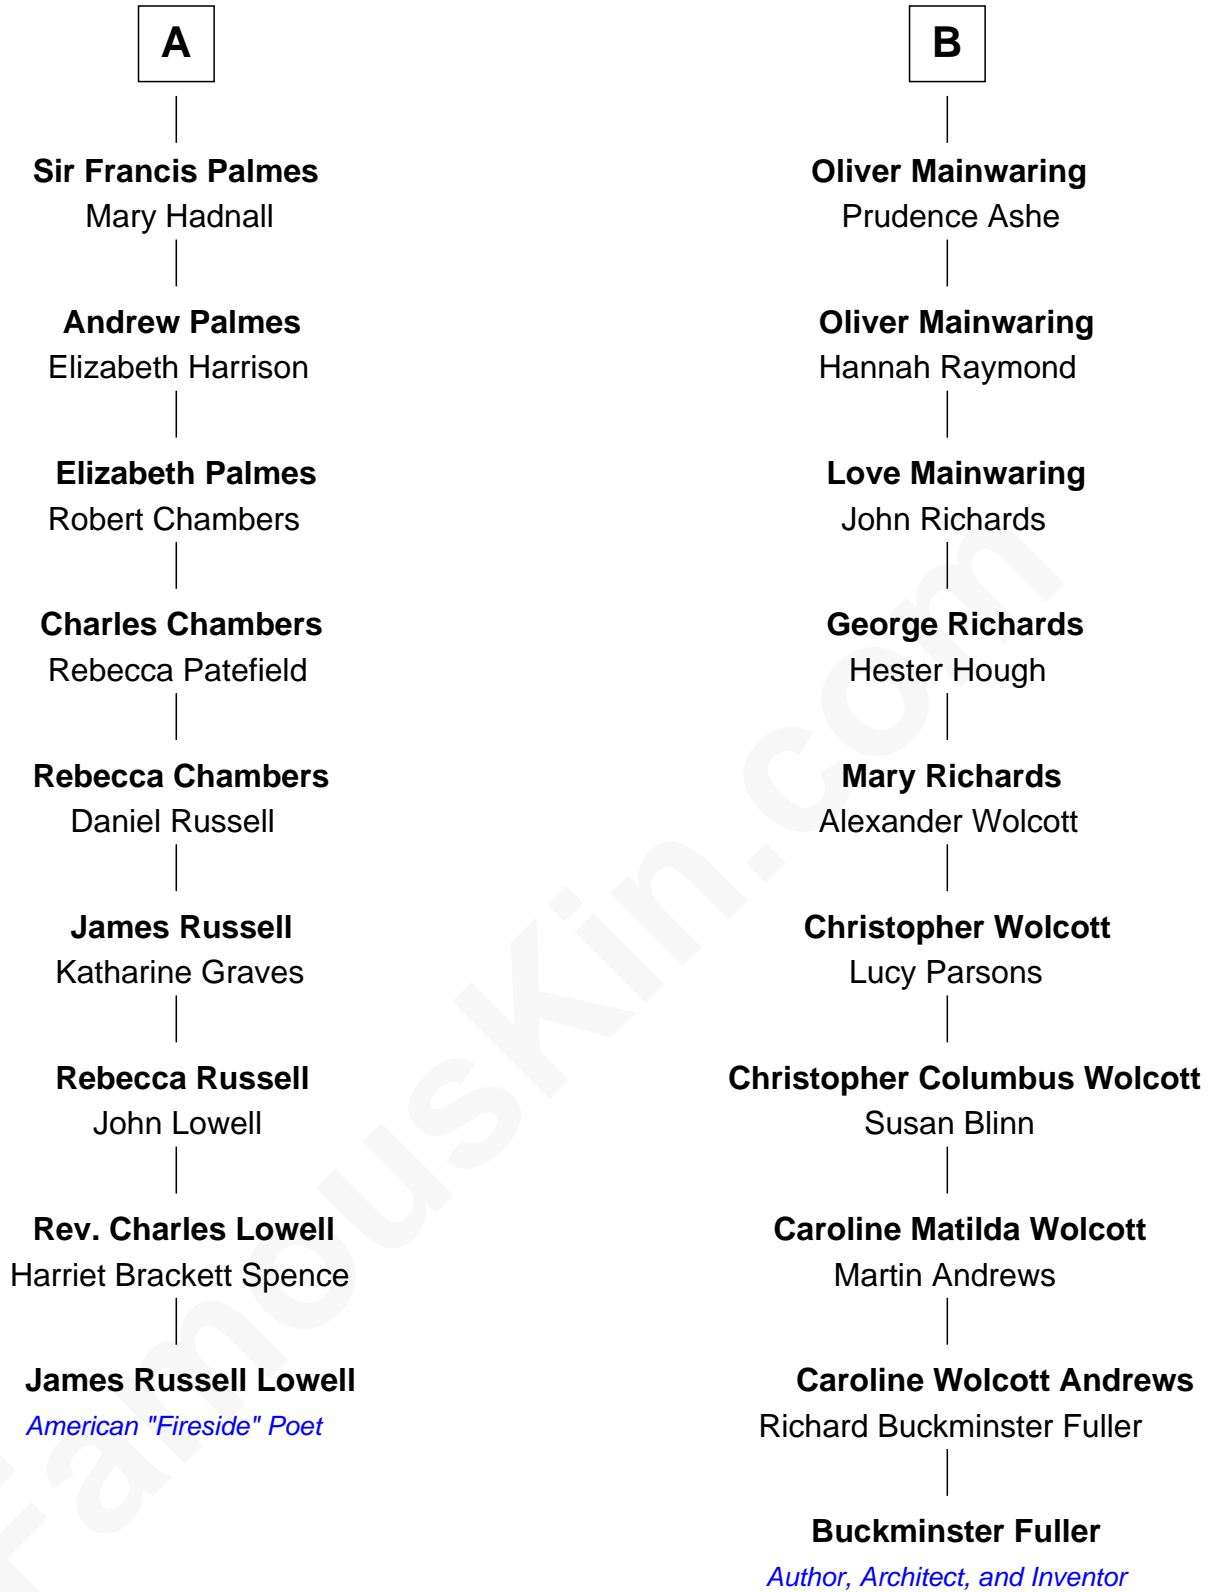 A
Sir Francis Palmes
Mary Hadnall
Andrew Palmes
Elizabeth Harrison
Elizabeth Palmes
Robert Chambers
Charles Chambers
Rebecca Patefield
Rebecca Chambers
Daniel Russell
James Russell
Katharine Graves
Rebecca Russell
John Lowell
Rev. Charles Lowell
Harriet Brackett Spence
James Russell Lowell
American "Fireside" Poet
B
Oliver Mainwaring
Prudence Ashe
Oliver Mainwaring
Hannah Raymond
Love Mainwaring
John Richards
George Richards
Hester Hough
Mary Richards
Alexander Wolcott
Christopher Wolcott
Lucy Parsons
Christopher Columbus Wolcott
Susan Blinn
Caroline Matilda Wolcott
Martin Andrews
Caroline Wolcott Andrews
Richard Buckminster Fuller
Buckminster Fuller
Author, Architect, and Inventor
FamousKin.com